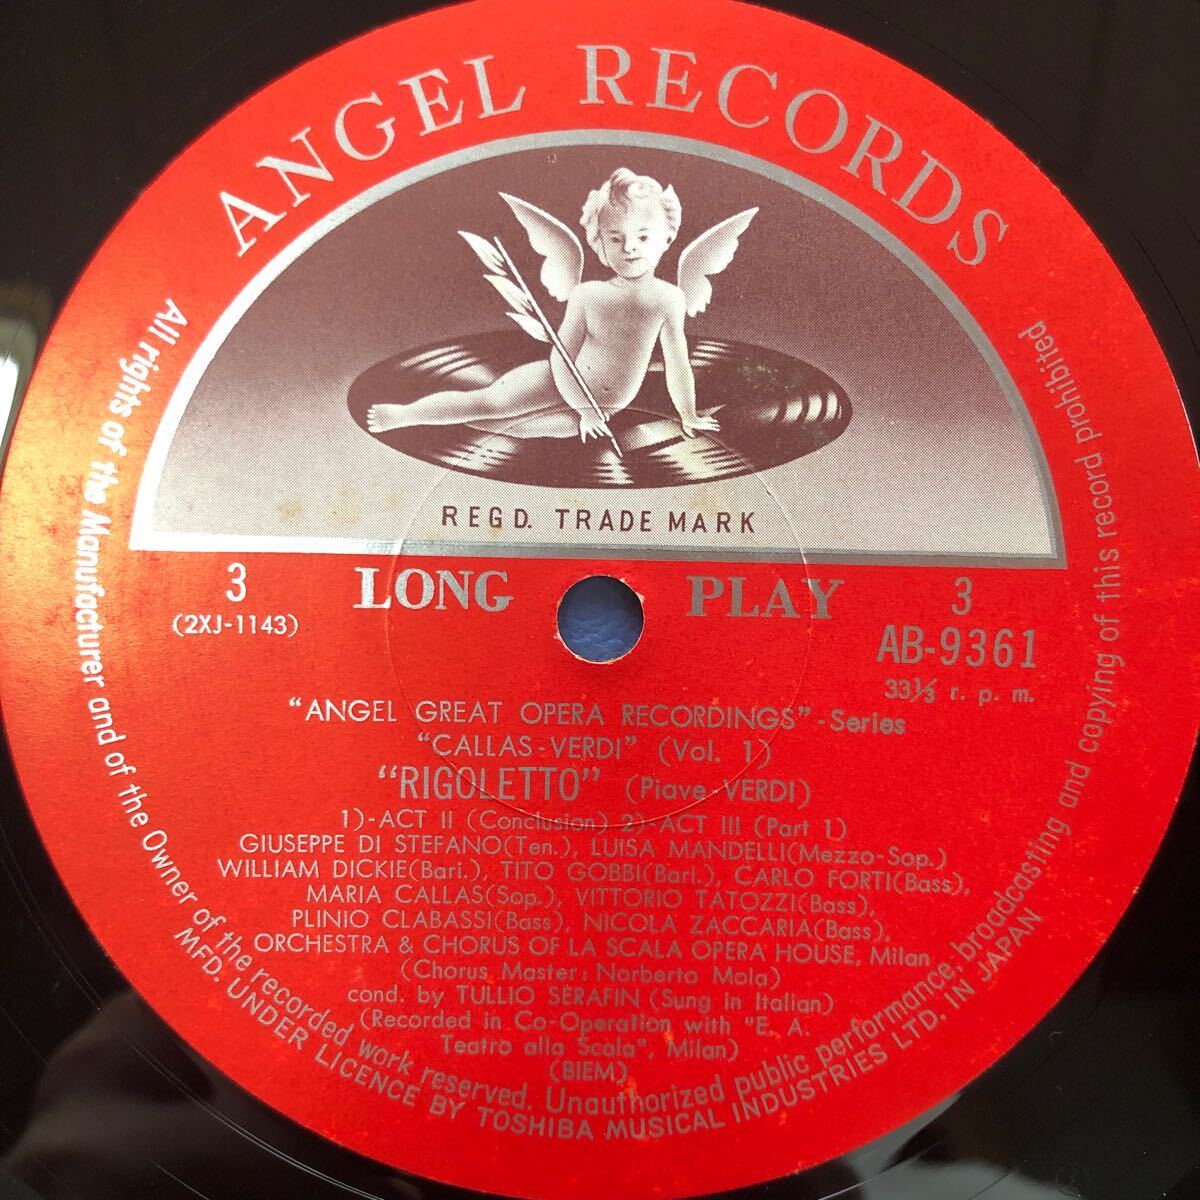 ANGEL RECORDS
REGD. TRADE MARK
3 LONG PLAY 3
(2XJ-1143) AB-9361
33⅓ r. p. m.
"ANGEL GREAT OPERA RECORDINGS"-Series
"CALLAS-VERDI" (Vol. 1)
"RIGOLETTO" (Piave-VERDI)
1)-ACT II (Conclusion) 2)-ACT III (Part 1)
GIUSEPPE DI STEFANO(Ten.), LUISA MANDELLI(Mezzo-Sop.)
WILLIAM DICKIE(Bari.), TITO GOBBI(Bari.), CARLO FORTI(Bass),
MARIA CALLAS(Sop.), VITTORIO TATOZZI(Bass),
PLINIO CLABASSI(Bass), NICOLA ZACCARIA(Bass),
ORCHESTRA & CHORUS OF LA SCALA OPERA HOUSE, Milan
(Chorus Master: Norberto Mola)
cond. by TULLIO SERAFIN (Sung in Italian)
(Recorded in Co-Operation with "E. A.
Teatro alla Scala", Milan)
(BIEM)
All rights of the Manufacturer and of the Owner of the recorded work reserved. Unauthorized public performance, broadcasting and copying of this record prohibited
MFD. UNDER LICENCE BY TOSHIBA MUSICAL INDUSTRIES LTD. IN JAPAN